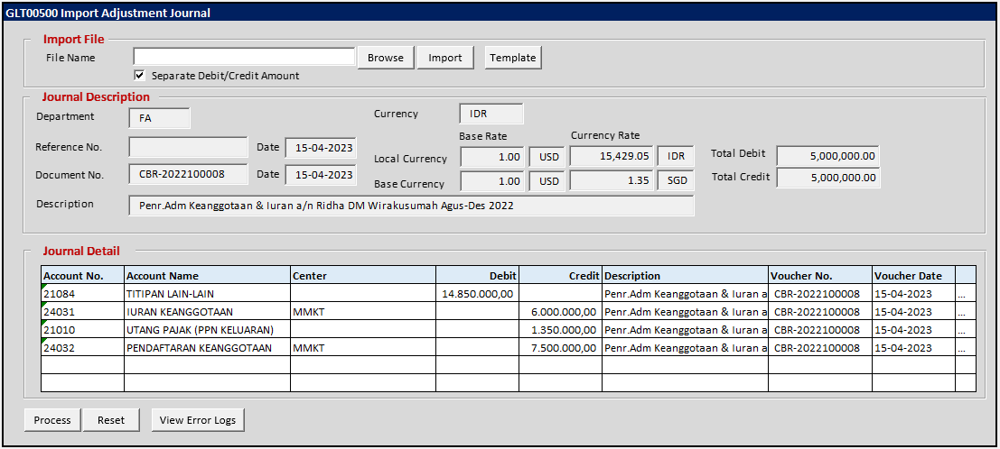 GLT00500 Import Adjustment Journal
Import File
File Name Browse Import Template
Separate Debit/Credit Amount
Journal Description
Department FA Currency IDR
Base Rate Currency Rate
Reference No. Date 15-04-2023 Local Currency 1.00 USD 15,429.05 IDR Total Debit 5,000,000.00
Document No. CBR-2022100008 Date 15-04-2023 Base Currency 1.00 USD 1.35 SGD Total Credit 5,000,000.00
Description Penr.Adm Keanggotaan & Iuran a/n Ridha DM Wirakusumah Agus-Des 2022
Journal Detail
Account No. Account Name Center Debit Credit Description Voucher No. Voucher Date
21084 TITIPAN LAIN-LAIN 14.850.000,00 Penr.Adm Keanggotaan & Iuran a CBR-2022100008 15-04-2023 ...
24031 IURAN KEANGGOTAAN MMKT 6.000.000,00 Penr.Adm Keanggotaan & Iuran a CBR-2022100008 15-04-2023 ...
21010 UTANG PAJAK (PPN KELUARAN) 1.350.000,00 Penr.Adm Keanggotaan & Iuran a CBR-2022100008 15-04-2023 ...
24032 PENDAFTARAN KEANGGOTAAN MMKT 7.500.000,00 Penr.Adm Keanggotaan & Iuran a CBR-2022100008 15-04-2023 ...
Process Reset View Error Logs